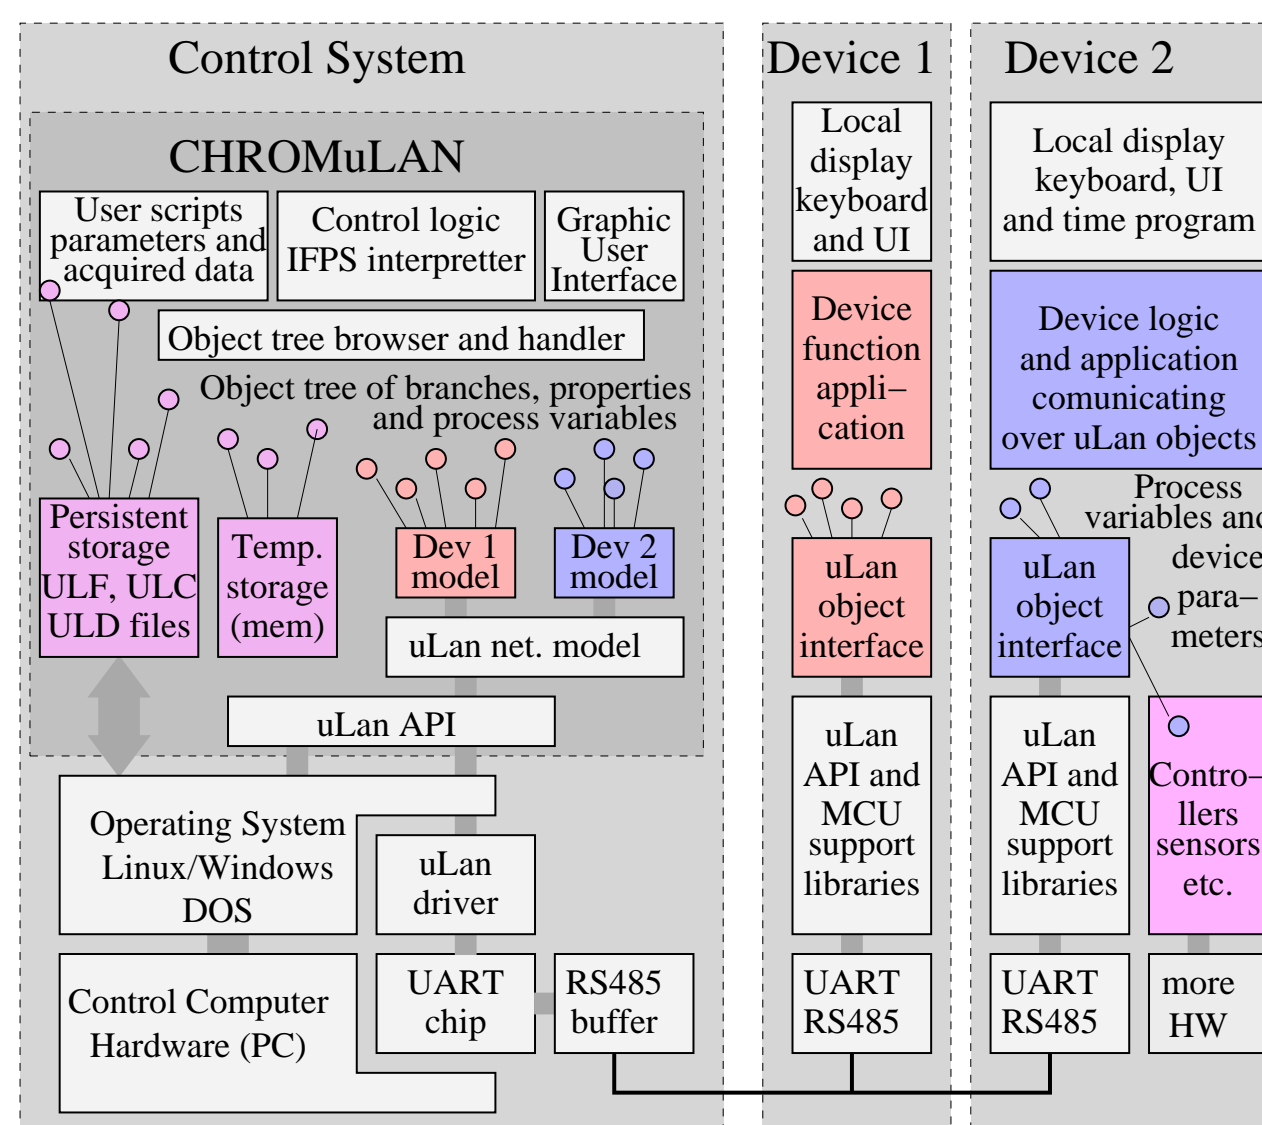 Control System
CHROMuLAN
User scripts
parameters and
acquired data
Control logic
IFPS interpretter
Graphic
User
Interface
Object tree browser and handler
Object tree of branches, properties
and process variables
Persistent
storage
ULF, ULC
ULD files
Temp.
storage
(mem)
Dev 1
model
Dev 2
model
uLan net. model
uLan API
Operating System
Linux/Windows
DOS
uLan
driver
Control Computer
Hardware (PC)
UART
chip
RS485
buffer
Device 1
Local
display
keyboard
and UI
Device
function
appli–
cation
uLan
object
interface
uLan
API and
MCU
support
libraries
UART
RS485
Device 2
Local display
keyboard, UI
and time program
Device logic
and application
comunicating
over uLan objects
Process
variables and
device
para–
meters
uLan
object
interface
uLan
API and
MCU
support
libraries
Contro–
llers
sensors
etc.
UART
RS485
more
HW